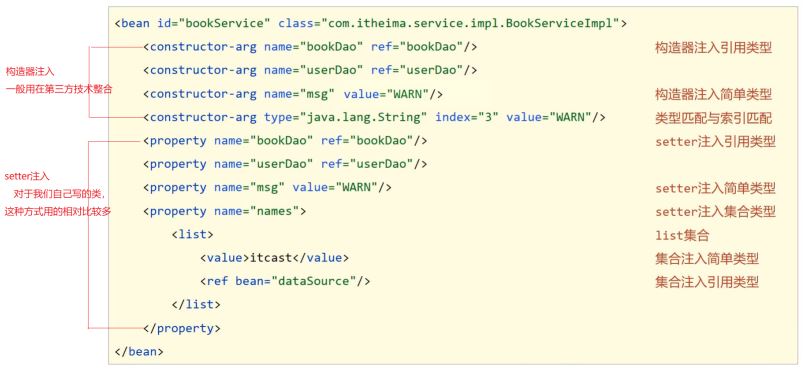 <bean id="bookService" class="com.itheima.service.impl.BookServiceImpl">
<constructor-arg name="bookDao" ref="bookDao"/> 构造器注入引用类型
<constructor-arg name="userDao" ref="userDao"/>
构造器注入
一般用在第三方技术整合
<constructor-arg name="msg" value="WARN"/> 构造器注入简单类型
<constructor-arg type="java.lang.String" index="3" value="WARN"/> 类型匹配与索引匹配
<property name="bookDao" ref="bookDao"/> setter注入引用类型
<property name="userDao" ref="userDao"/>
setter注入
对于我们自己写的类，
这种方式用的相对比较多
<property name="msg" value="WARN"/> setter注入简单类型
<property name="names"> setter注入集合类型
<list> list集合
<value>itcast</value> 集合注入简单类型
<ref bean="dataSource"/> 集合注入引用类型
</list>
</property>
</bean>